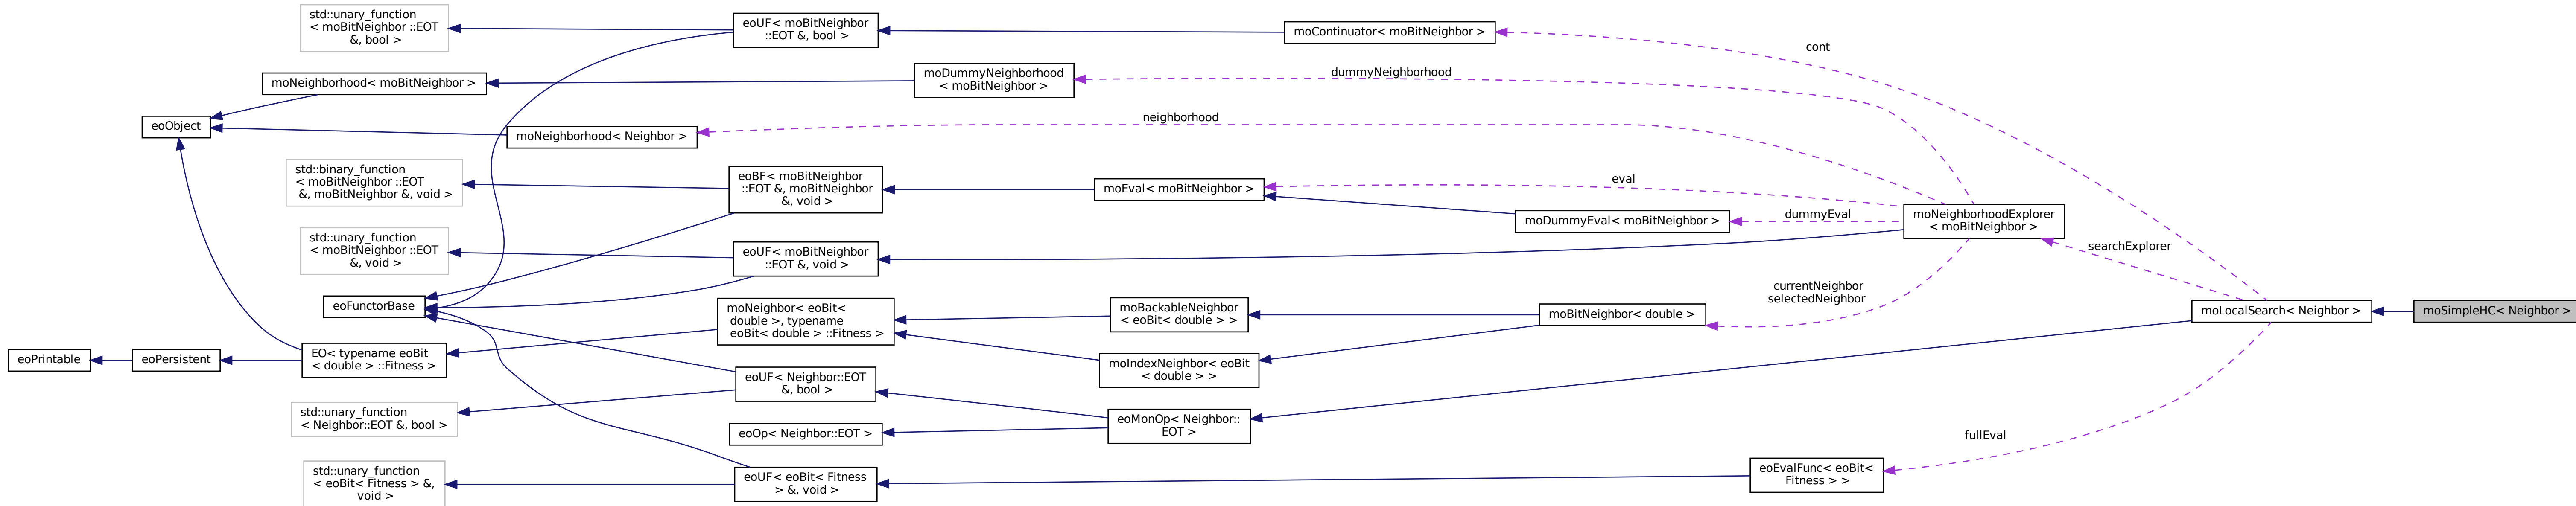 std::unary_function
< moBitNeighbor ::EOT
&, bool >
eoUF< moBitNeighbor
::EOT &, bool >
moContinuator< moBitNeighbor >
cont
moNeighborhood< moBitNeighbor >
moDummyNeighborhood
< moBitNeighbor >
dummyNeighborhood
eoObject
moNeighborhood< Neighbor >
neighborhood
std::binary_function
< moBitNeighbor ::EOT
&, moBitNeighbor &, void >
eoBF< moBitNeighbor
::EOT &, moBitNeighbor
&, void >
moEval< moBitNeighbor >
eval
moDummyEval< moBitNeighbor >
dummyEval
moNeighborhoodExplorer
< moBitNeighbor >
std::unary_function
< moBitNeighbor ::EOT
&, void >
eoUF< moBitNeighbor
::EOT &, void >
searchExplorer
eoFunctorBase
moNeighbor< eoBit<
double >, typename
eoBit< double > ::Fitness >
moBackableNeighbor
< eoBit< double > >
currentNeighbor
selectedNeighbor
moBitNeighbor< double >
moLocalSearch< Neighbor >
moSimpleHC< Neighbor >
eoPrintable
eoPersistent
EO< typename eoBit
< double > ::Fitness >
moIndexNeighbor< eoBit
< double > >
eoUF< Neighbor::EOT
&, bool >
std::unary_function
< Neighbor::EOT &, bool >
eoOp< Neighbor::EOT >
eoMonOp< Neighbor::
EOT >
fullEval
std::unary_function
< eoBit< Fitness > &,
void >
eoUF< eoBit< Fitness
> &, void >
eoEvalFunc< eoBit<
Fitness > >